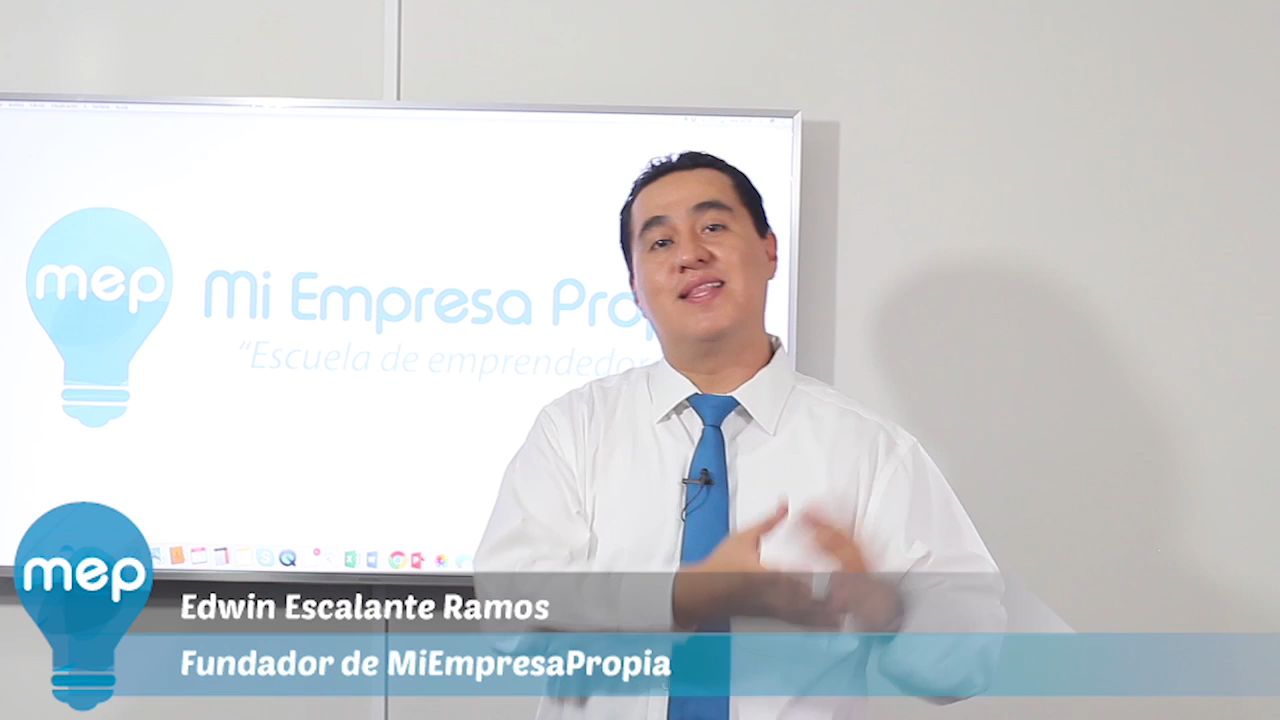 mep
Mi Empresa Prop
"Escuela de emprendedor
mep
Edwin Escalante Ramos
Fundador de MiEmpresaPropia